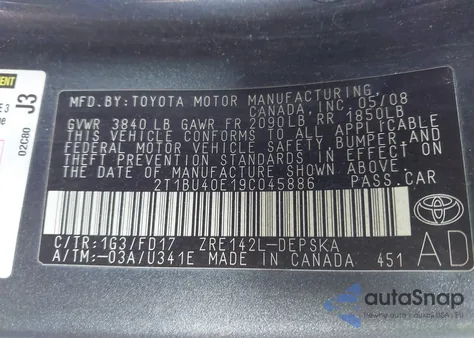 MFD.BY:TOYOTA MOTOR MANUFACTURING,
CANADA, INC. 05/08
GVWR 3840 LB GAWR FR 2090LB RR 1850LB
THIS VEHICLE CONFORMS TO ALL APPLICABLE
FEDERAL MOTOR VEHICLE SAFETY, BUMPER, AND
THEFT PREVENTION STANDARDS IN EFFECT ON
THE DATE OF MANUFACTURE SHOWN ABOVE.
2T1BU40E19C045886 PASS.CAR
C/TR:1G3/FD17 ZRE142L-DEPSKA
A/TM:-03A/U341E MADE IN CANADA 451
AD
TOYOTA
J3
02C80
autoSnap